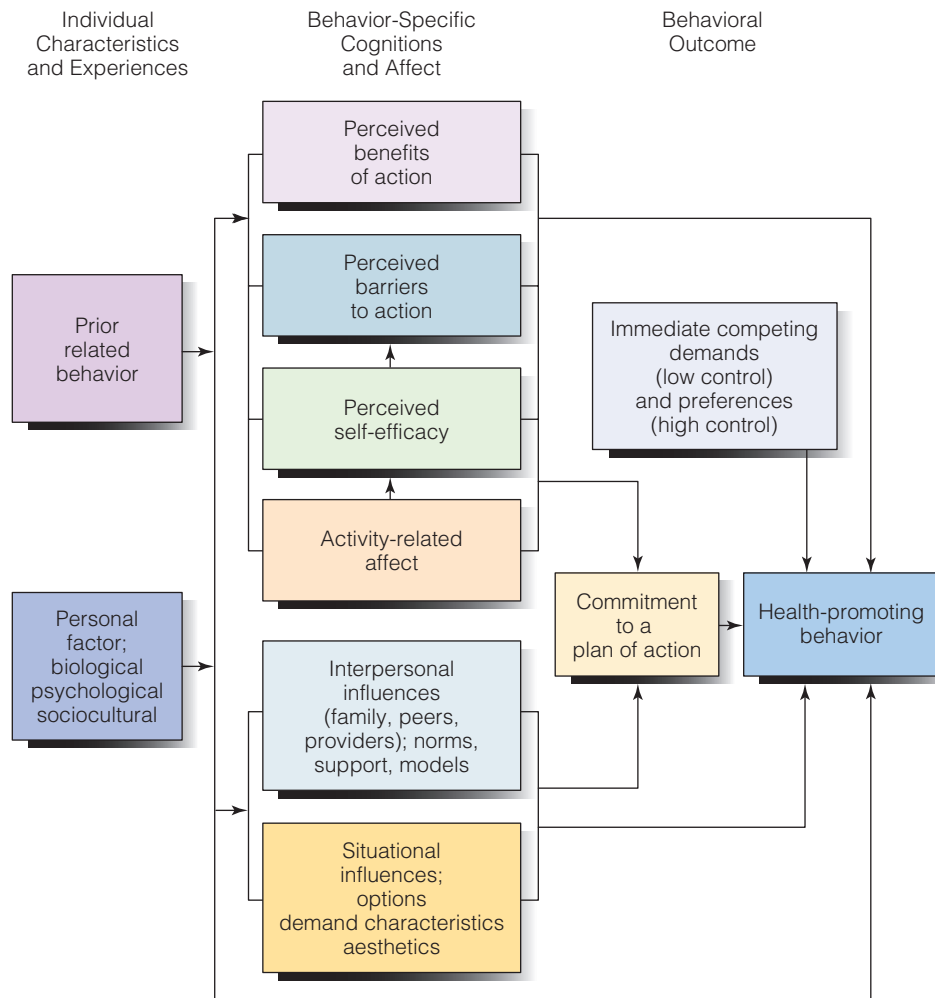 Individual
Characteristics
and Experiences
Behavior-Specific
Cognitions
and Affect
Behavioral
Outcome
Perceived
benefits
of action
Perceived
barriers
to action
Prior
related
behavior
Immediate competing
demands
(low control)
and preferences
(high control)
Perceived
self-efficacy
Activity-related
affect
Personal
factor;
biological
psychological
sociocultural
Commitment
to a
plan of action
Health-promoting
behavior
Interpersonal
influences
(family, peers,
providers); norms,
support, models
Situational
influences;
options
demand characteristics
aesthetics